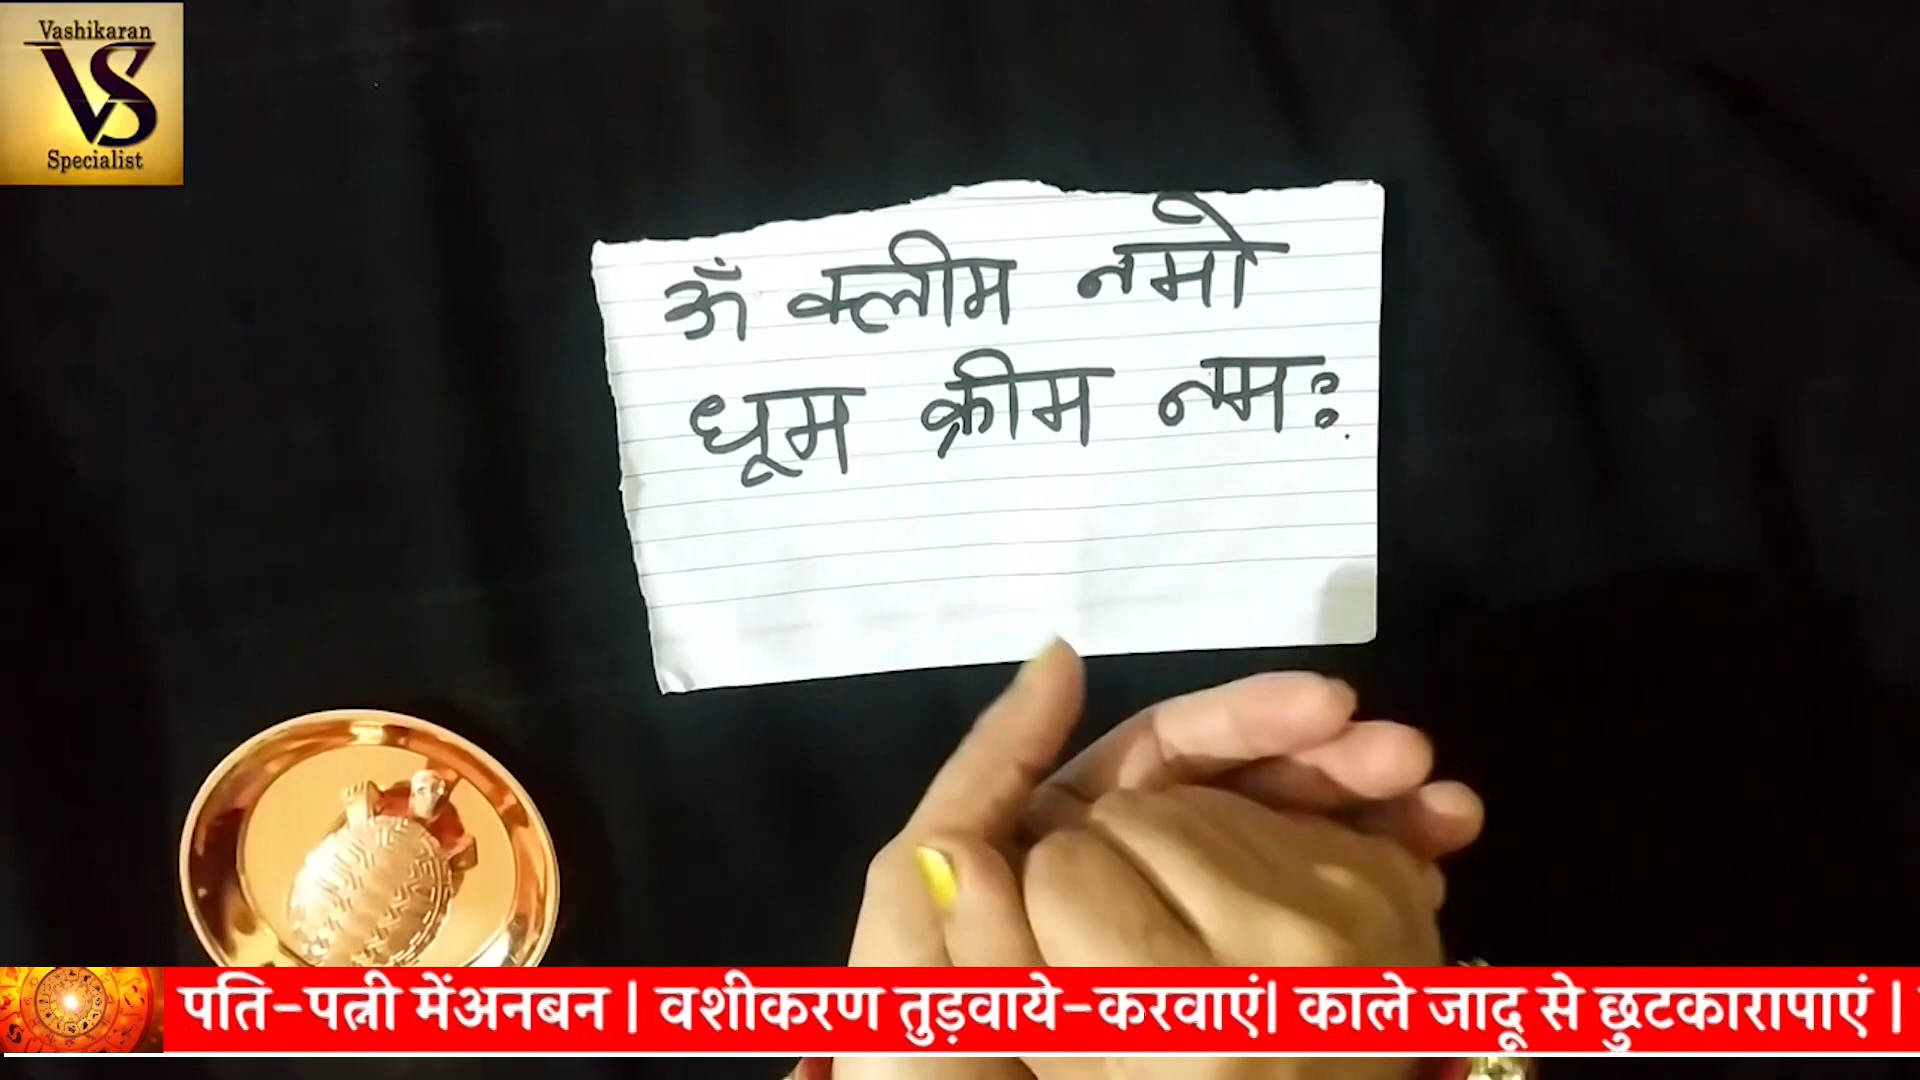 Vashikaran
VS
Specialist
ॐ क्लीम नमो
धूम क्रीम नमः
पति-पत्नी मेंअनबन | वशीकरण तुड़वाये-करवाएं| काले जादू से छुटकारापाएं |